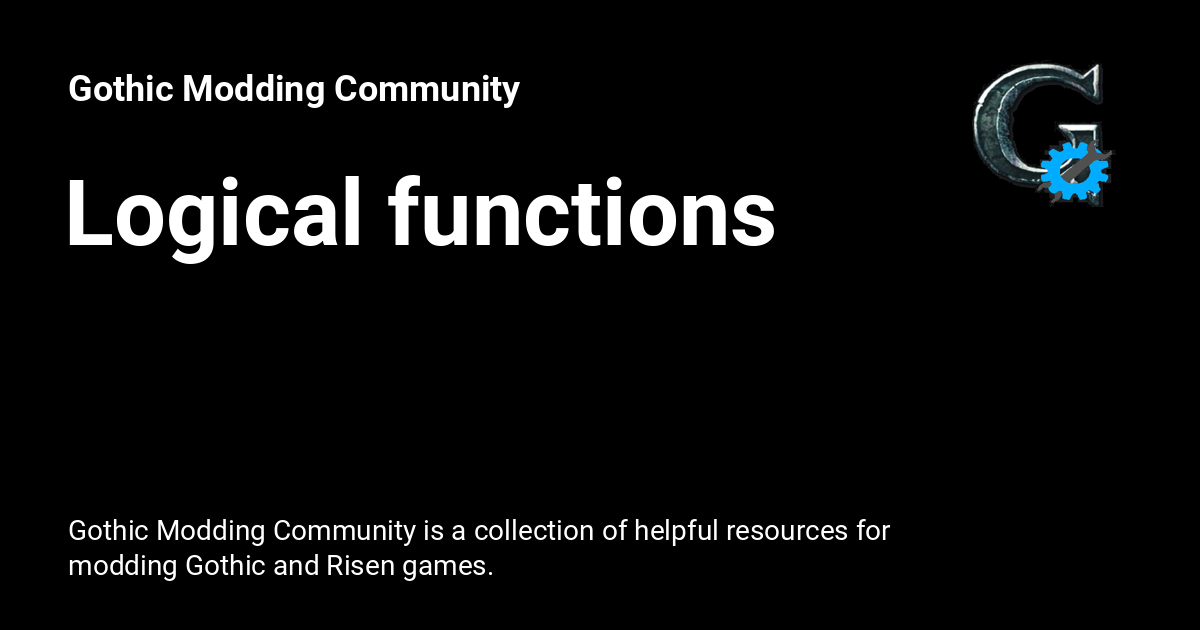 Gothic Modding Community
Logical functions
Gothic Modding Community is a collection of helpful resources for
modding Gothic and Risen games.